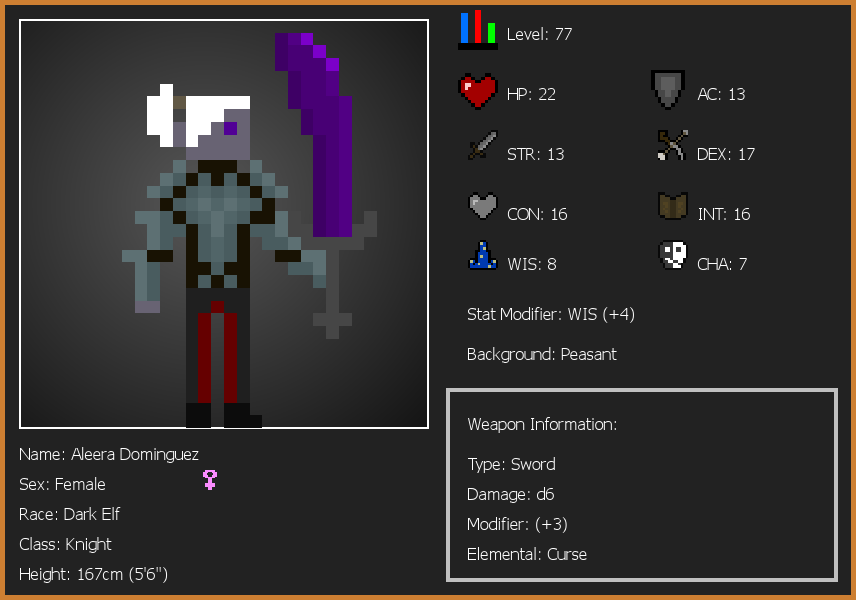 Level: 77
HP: 22
AC: 13
STR: 13
DEX: 17
CON: 16
INT: 16
WIS: 8
CHA: 7
Stat Modifier: WIS (+4)
Background: Peasant
Weapon Information:
Type: Sword
Damage: d6
Modifier: (+3)
Elemental: Curse
Name: Aleera Dominguez
Sex: Female
Race: Dark Elf
Class: Knight
Height: 167cm (5'6")